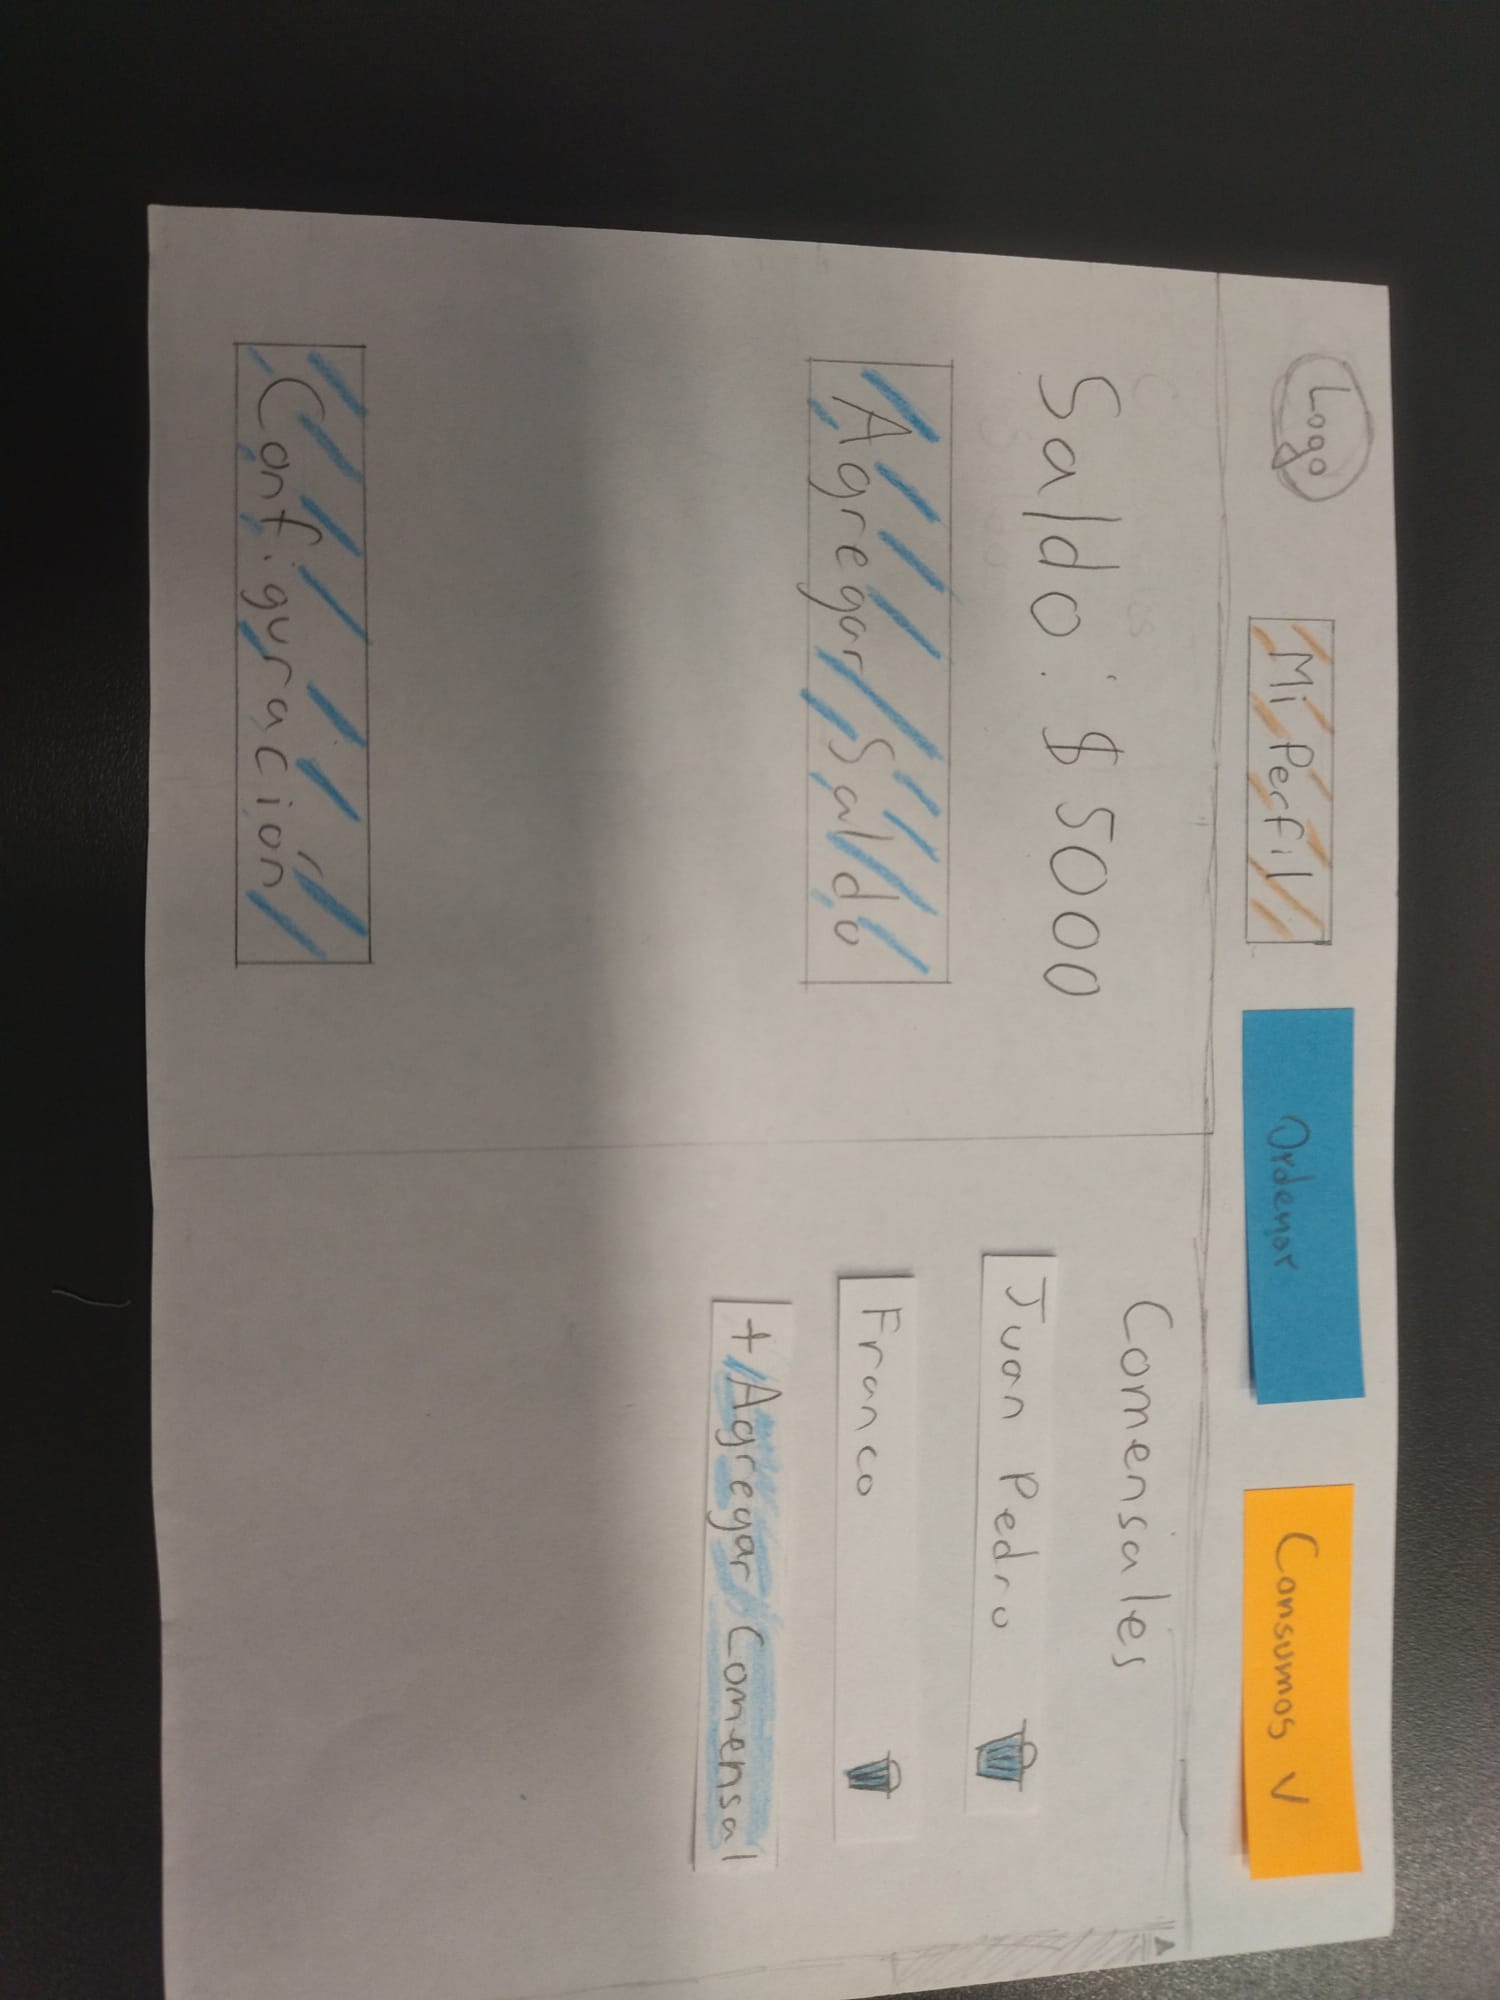 Logo
Mi Perfil
Ordenar
Consumos V
Saldo: $5000
Agregar Saldo
Configuración
Comensales
Juan Pedro
Franco
+ Agregar Comensal